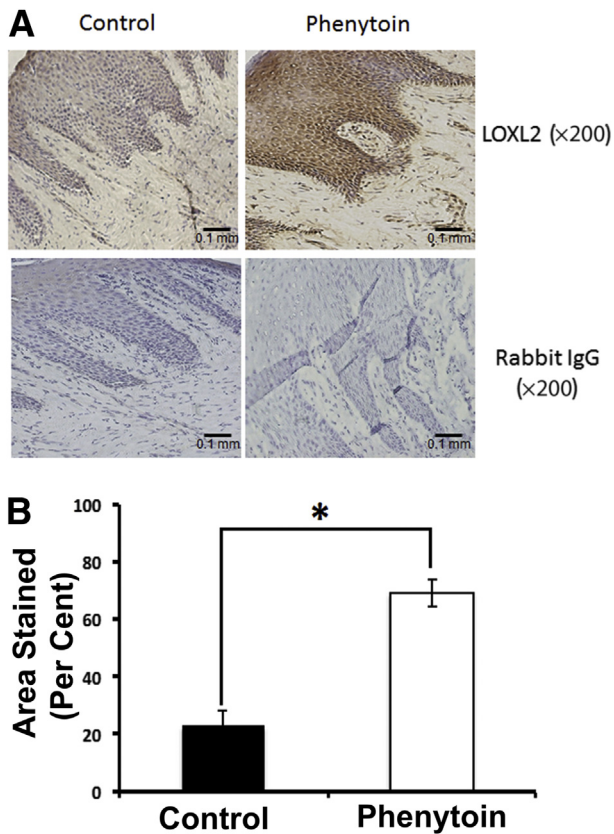 A
Control Phenytoin
LOXL2 (×200)
0.1 mm 0.1 mm
Rabbit IgG
(×200)
0.1 mm 0.1 mm
B
Area Stained
(Per Cent)
100
80
60
40
20
0
*
Control Phenytoin